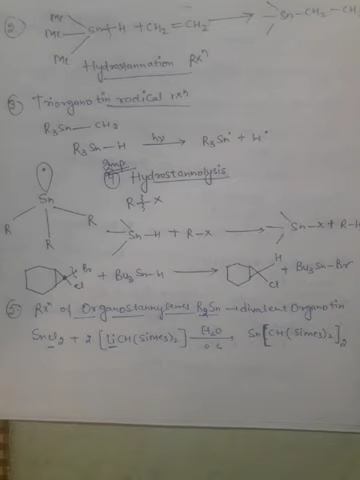 ② Me Me Me Sn–H + CH₂=CH₂ → Sn–CH₂–CH
Hydrostannation Rxⁿ
③ Triorganotin radical rxⁿ
R₃Sn–CH₃
R₃Sn–H hν → R₃Sn• + H•
Imp
④ Hydrostannolysis
Sn R R R
R–X
Sn–H + R–X → Sn–X + R–H
Br Cl + Bu₃Sn–H → H Cl + Bu₃Sn–Br
⑤ Rxⁿ of Organostannylenes R₂Sn → divalent Organotin
SnCl₂ + 2 [LiCH(SiMe₃)₂] 0°C → Sn[CH(SiMe₃)₂]₂